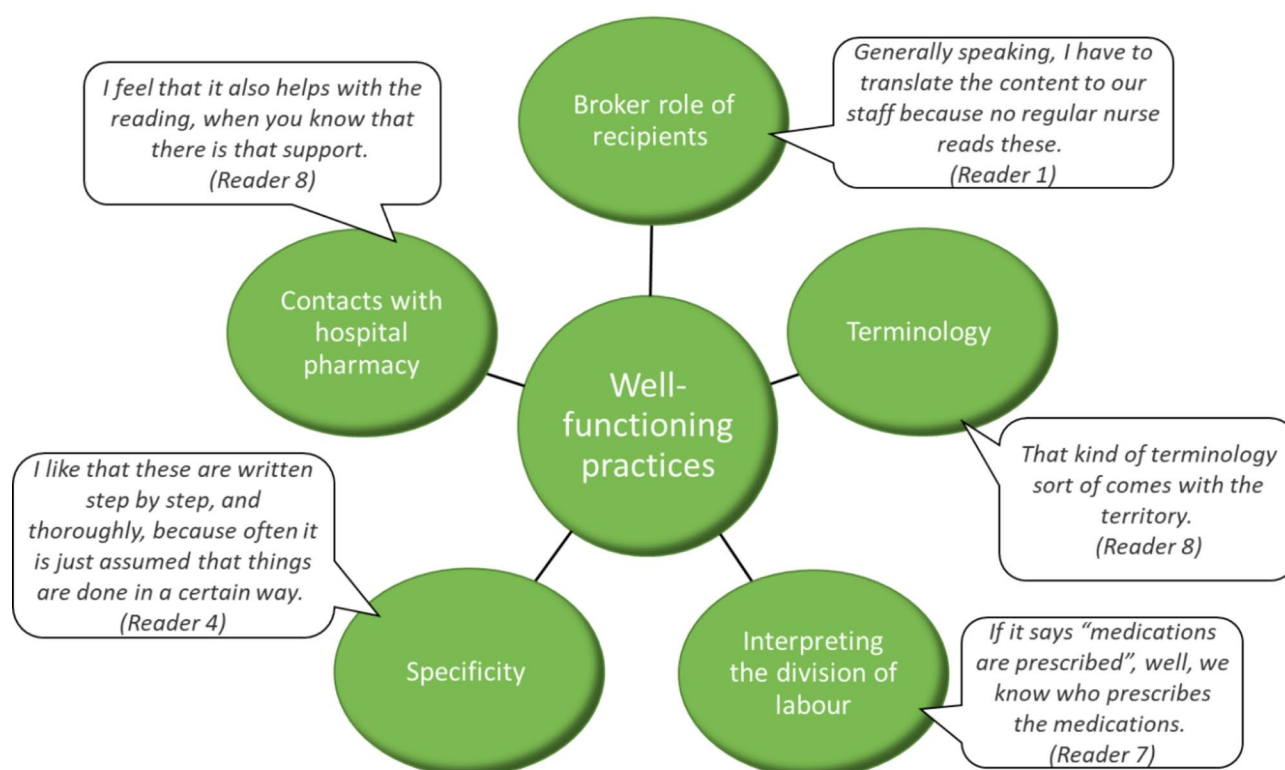 Generally speaking, I have to
translate the content to our
staff because no regular nurse
reads these.
(Reader 1)
Broker role of
recipients
I feel that it also helps with the
reading, when you know that
there is that support.
(Reader 8)
Contacts with
hospital
pharmacy
Terminology
Well-
functioning
practices
That kind of terminology
sort of comes with the
territory.
(Reader 8)
I like that these are written
step by step, and
thoroughly, because often it
is just assumed that things
are done in a certain way.
(Reader 4)
Specificity
Interpreting
the division of
labour
If it says “medications
are prescribed”, well, we
know who prescribes
the medications.
(Reader 7)